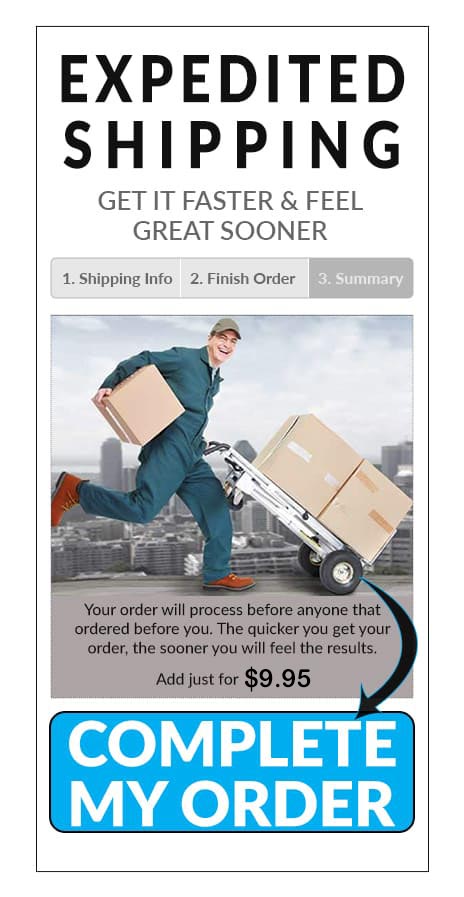 EXPEDITED
SHIPPING
GET IT FASTER & FEEL
GREAT SOONER
1. Shipping Info 2. Finish Order 3. Summary
Your order will process before anyone that
ordered before you. The quicker you get your
order, the sooner you will feel the results.
Add just for $9.95
COMPLETE
MY ORDER